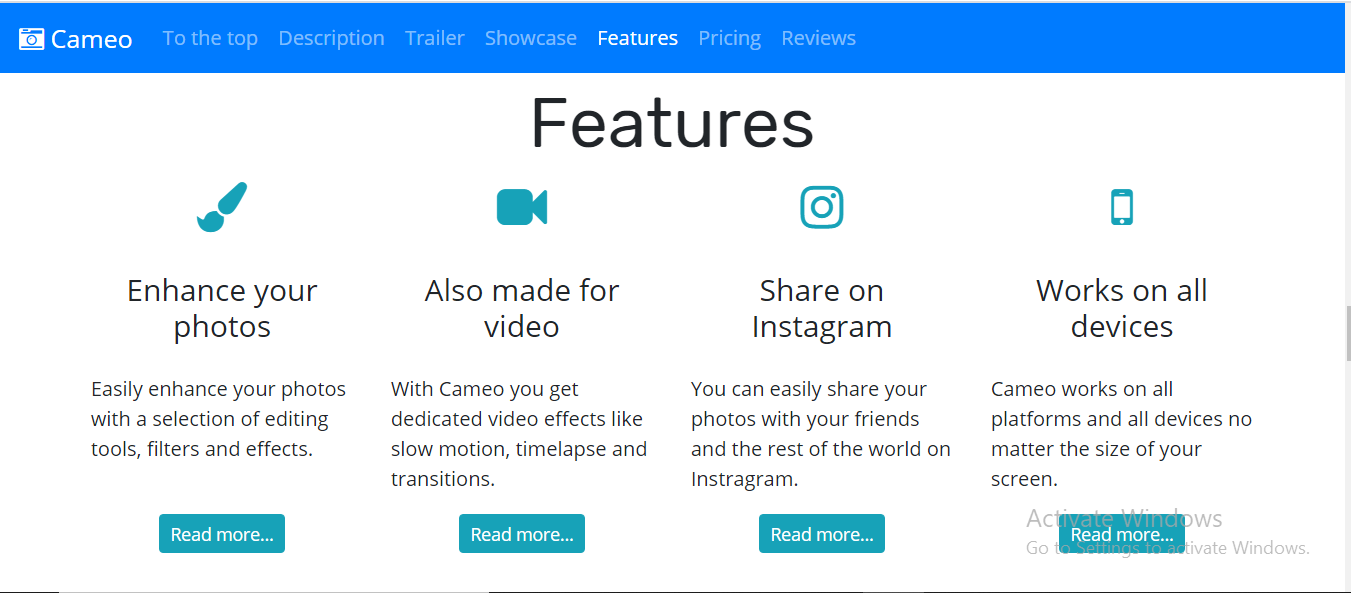 Cameo To the top Description Trailer Showcase Features Pricing Reviews
Features
Enhance your
photos
Easily enhance your photos
with a selection of editing
tools, filters and effects.
Read more...
Also made for
video
With Cameo you get
dedicated video effects like
slow motion, timelapse and
transitions.
Read more...
Share on
Instagram
You can easily share your
photos with your friends
and the rest of the world on
Instragram.
Read more...
Works on all
devices
Cameo works on all
platforms and all devices no
matter the size of your
screen.
Read more...
Activate Windows
Go to Settings to activate Windows.